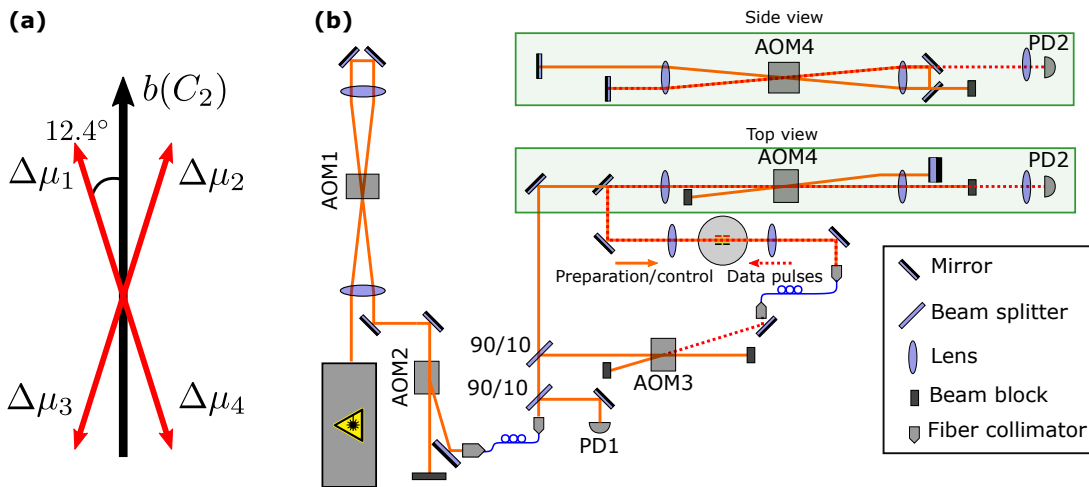 (a)
b(C₂)
12.4°
Δμ₁
Δμ₂
Δμ₃
Δμ₄
(b)
Side view
AOM4
PD2
Top view
AOM4
PD2
AOM1
Preparation/control
Data pulses
AOM2
90/10
90/10
AOM3
PD1
Mirror
Beam splitter
Lens
Beam block
Fiber collimator